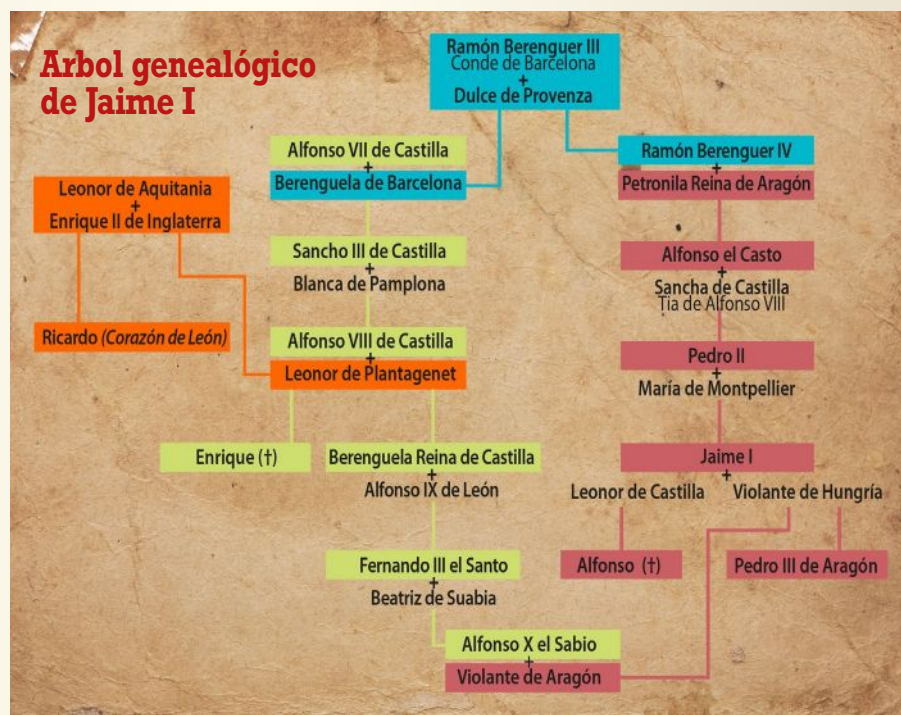 Arbol genealógico
de Jaime I
Ramón Berenguer III
Conde de Barcelona
+
Dulce de Provenza
Alfonso VII de Castilla
+
Berenguela de Barcelona
Ramón Berenguer IV
+
Petronila Reina de Aragón
Leonor de Aquitania
+
Enrique II de Inglaterra
Sancho III de Castilla
+
Blanca de Pamplona
Alfonso el Casto
+
Sancha de Castilla
Tia de Alfonso VIII
Ricardo (Corazón de León)
Alfonso VIII de Castilla
+
Leonor de Plantagenet
Pedro II
+
María de Montpellier
Enrique (†)
Berenguela Reina de Castilla
+
Alfonso IX de León
Jaime I
+
Leonor de Castilla
Violante de Hungría
Fernando III el Santo
+
Beatriz de Suabia
Alfonso (†)
Pedro III de Aragón
Alfonso X el Sabio
+
Violante de Aragón